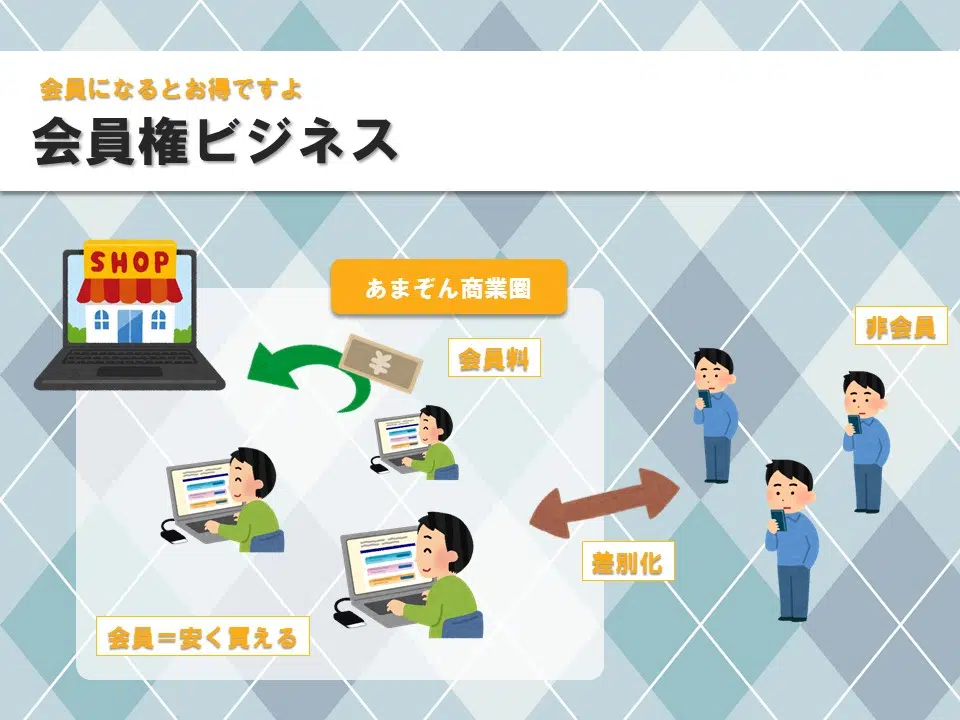 会員になるとお得ですよ
会員権ビジネス
SHOP
あまぞん商業圏
非会員
会員料
¥
差別化
会員＝安く買える